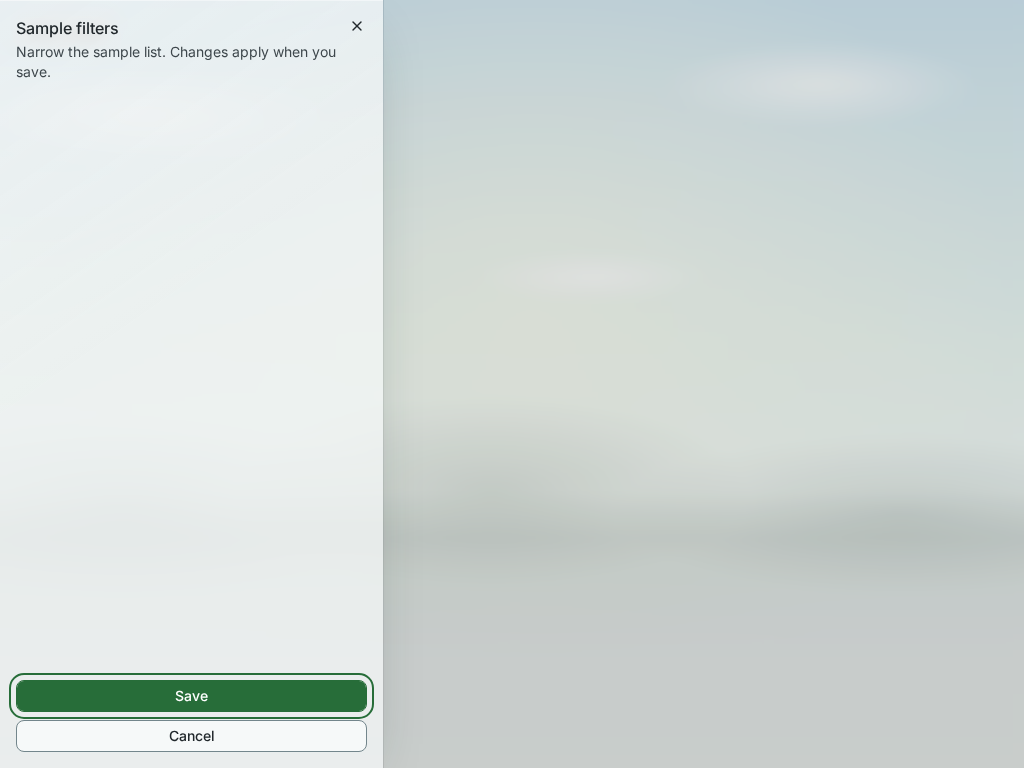 Sample filters
Narrow the sample list. Changes apply when you
save.
Save
Cancel